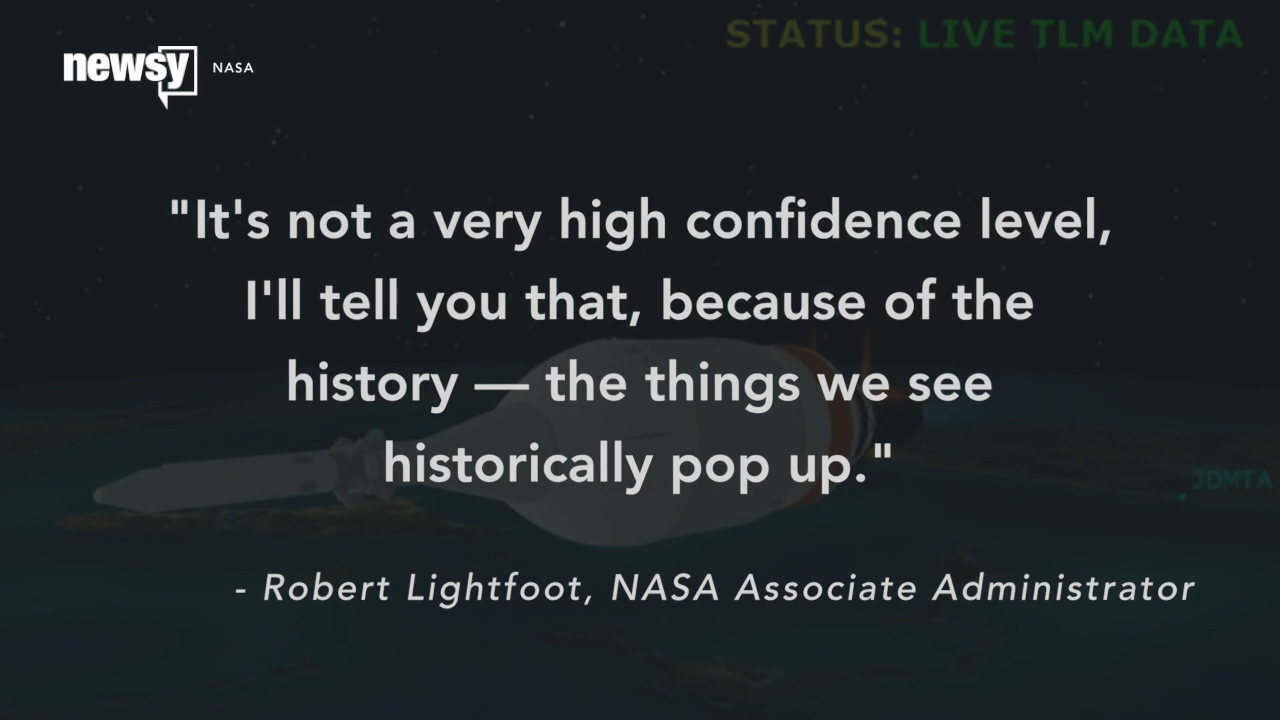 STATUS: LIVE TLM DATA
newsy NASA
"It's not a very high confidence level,
I'll tell you that, because of the
history — the things we see
historically pop up."
JDMTA
- Robert Lightfoot, NASA Associate Administrator